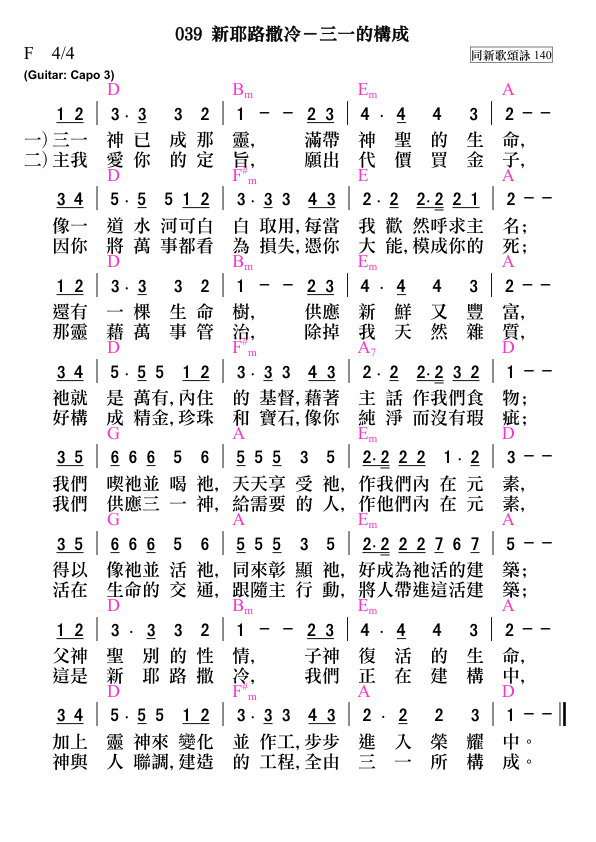 039 新耶路撒冷－三一的構成
F 4/4
同新歌頌詠 140
(Guitar: Capo 3)
D Bm Em A
1 2 | 3 · 3 3 2 | 1 － － 2 3 | 4 · 4 4 3 | 2 － －
一) 三一 神已成那靈, 滿帶神聖的生命,
二) 主我愛你的定旨, 願出代價買金子,
D F#m E A
3 4 | 5 · 5 5 1 2 | 3 · 3 3 4 3 | 2 · 2 2·2 2 1 | 2 － －
像一道水河可白白取用,每當我歡然呼求主名;
因你將萬事都看為損失,憑你大能,模成你的死;
D Bm Em A
1 2 | 3 · 3 3 2 | 1 － － 2 3 | 4 · 4 4 3 | 2 － －
還有一棵生命樹, 供應新鮮又豐富,
那靈藉萬事管治, 除掉我天然雜質,
D F#m A7 D
3 4 | 5 · 5 5 1 2 | 3 · 3 3 4 3 | 2 · 2 2·2 3 2 | 1 － －
祂就是萬有,內住的基督,藉著主話作我們食物;
好構成精金,珍珠和寶石,像你純淨而沒有瑕疵;
G A Em D
3 5 | 6 6 6 5 6 | 5 5 5 3 5 | 2·2 2 2 1 · 2 | 3 － －
我們喫祂並喝祂, 天天享受祂, 作我們內在元素,
我們供應三一神, 給需要的人, 作他們內在元素,
G A Em A
3 5 | 6 6 6 5 6 | 5 5 5 3 5 | 2·2 2 2 7 6 7 | 5 － －
得以像祂並活祂, 同來彰顯祂, 好成為祂活的建築;
活在生命的交通, 跟隨主行動, 將人帶進這活建築;
D Bm Em A
1 2 | 3 · 3 3 2 | 1 － － 2 3 | 4 · 4 4 3 | 2 － －
父神聖別的性情, 子神復活的生命,
這是新耶路撒冷, 我們正在建構中,
D F#m A D
3 4 | 5 · 5 5 1 2 | 3 · 3 3 4 3 | 2 · 2 2 3 | 1 － － ‖
加上靈神來變化並作工,步步進入榮耀中。
神與人聯調,建造的工程,全由三一所構成。